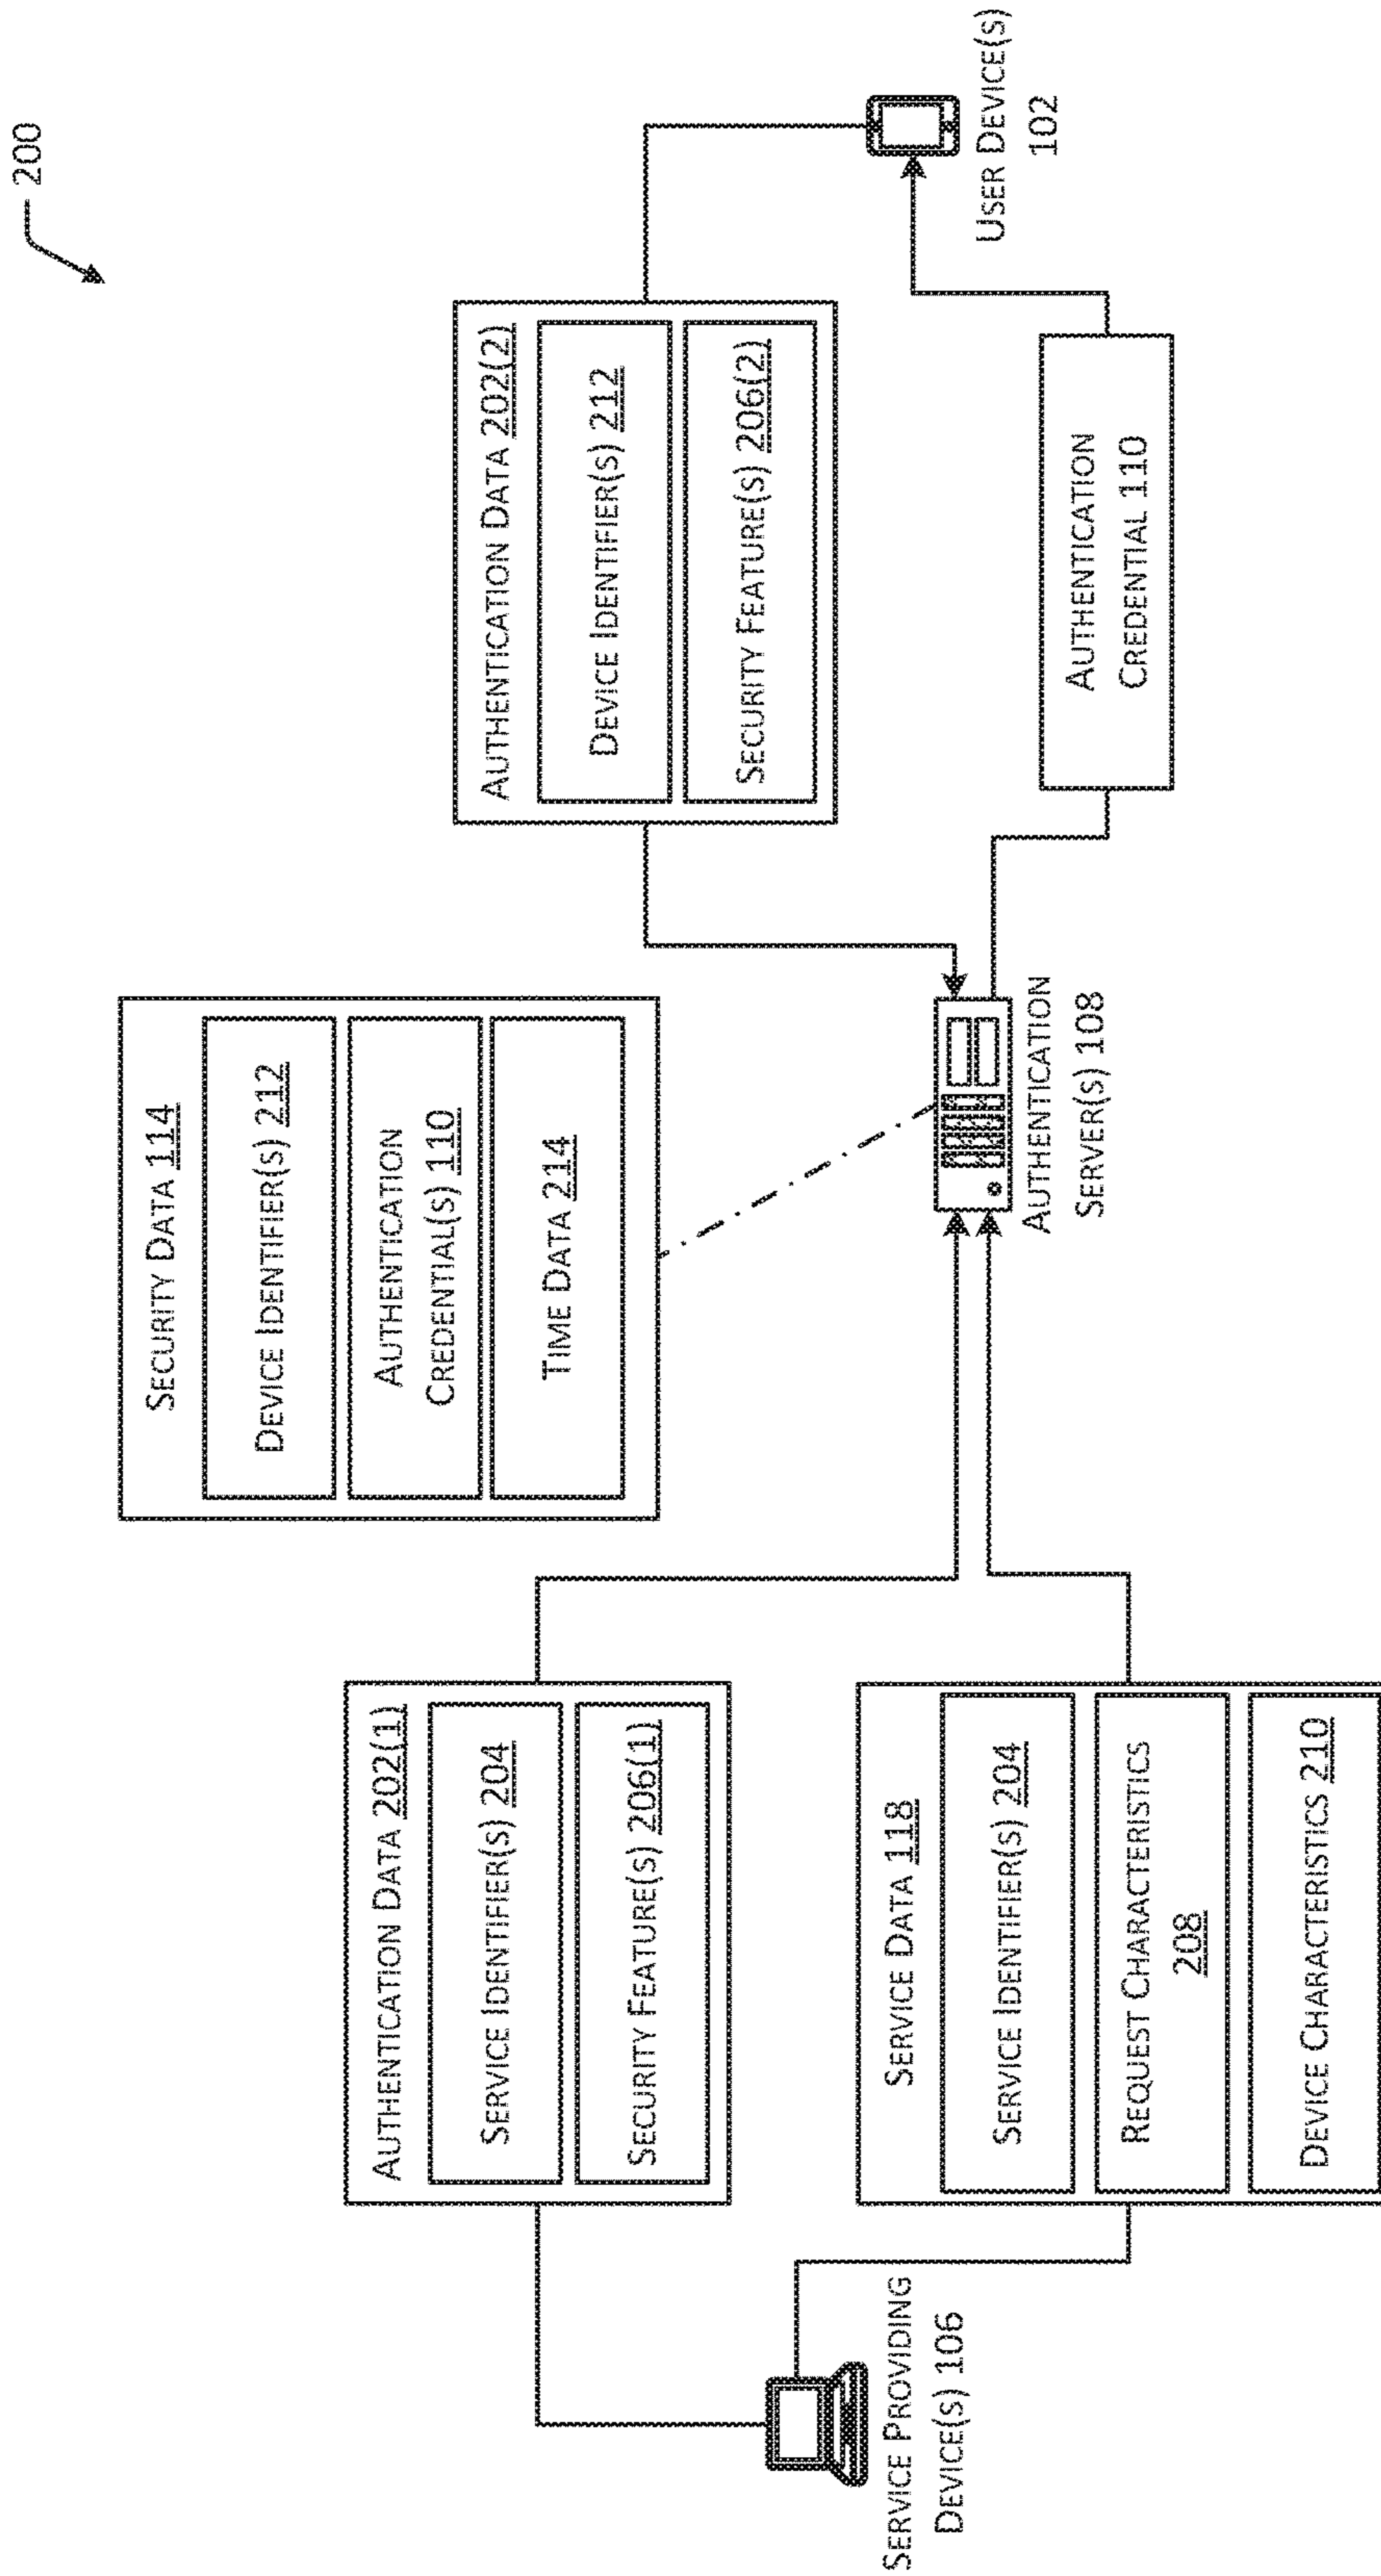 200
SECURITY DATA 114
DEVICE IDENTIFIER(S) 212
AUTHENTICATION
CREDENTIAL(S) 110
TIME DATA 214
AUTHENTICATION DATA 202(1)
SERVICE IDENTIFIER(S) 204
SECURITY FEATURE(S) 206(1)
AUTHENTICATION DATA 202(2)
DEVICE IDENTIFIER(S) 212
SECURITY FEATURE(S) 206(2)
SERVICE PROVIDING
DEVICE(S) 106
AUTHENTICATION
SERVER(S) 108
USER DEVICE(S)
102
SERVICE DATA 118
SERVICE IDENTIFIER(S) 204
REQUEST CHARACTERISTICS
208
DEVICE CHARACTERISTICS 210
AUTHENTICATION
CREDENTIAL 110